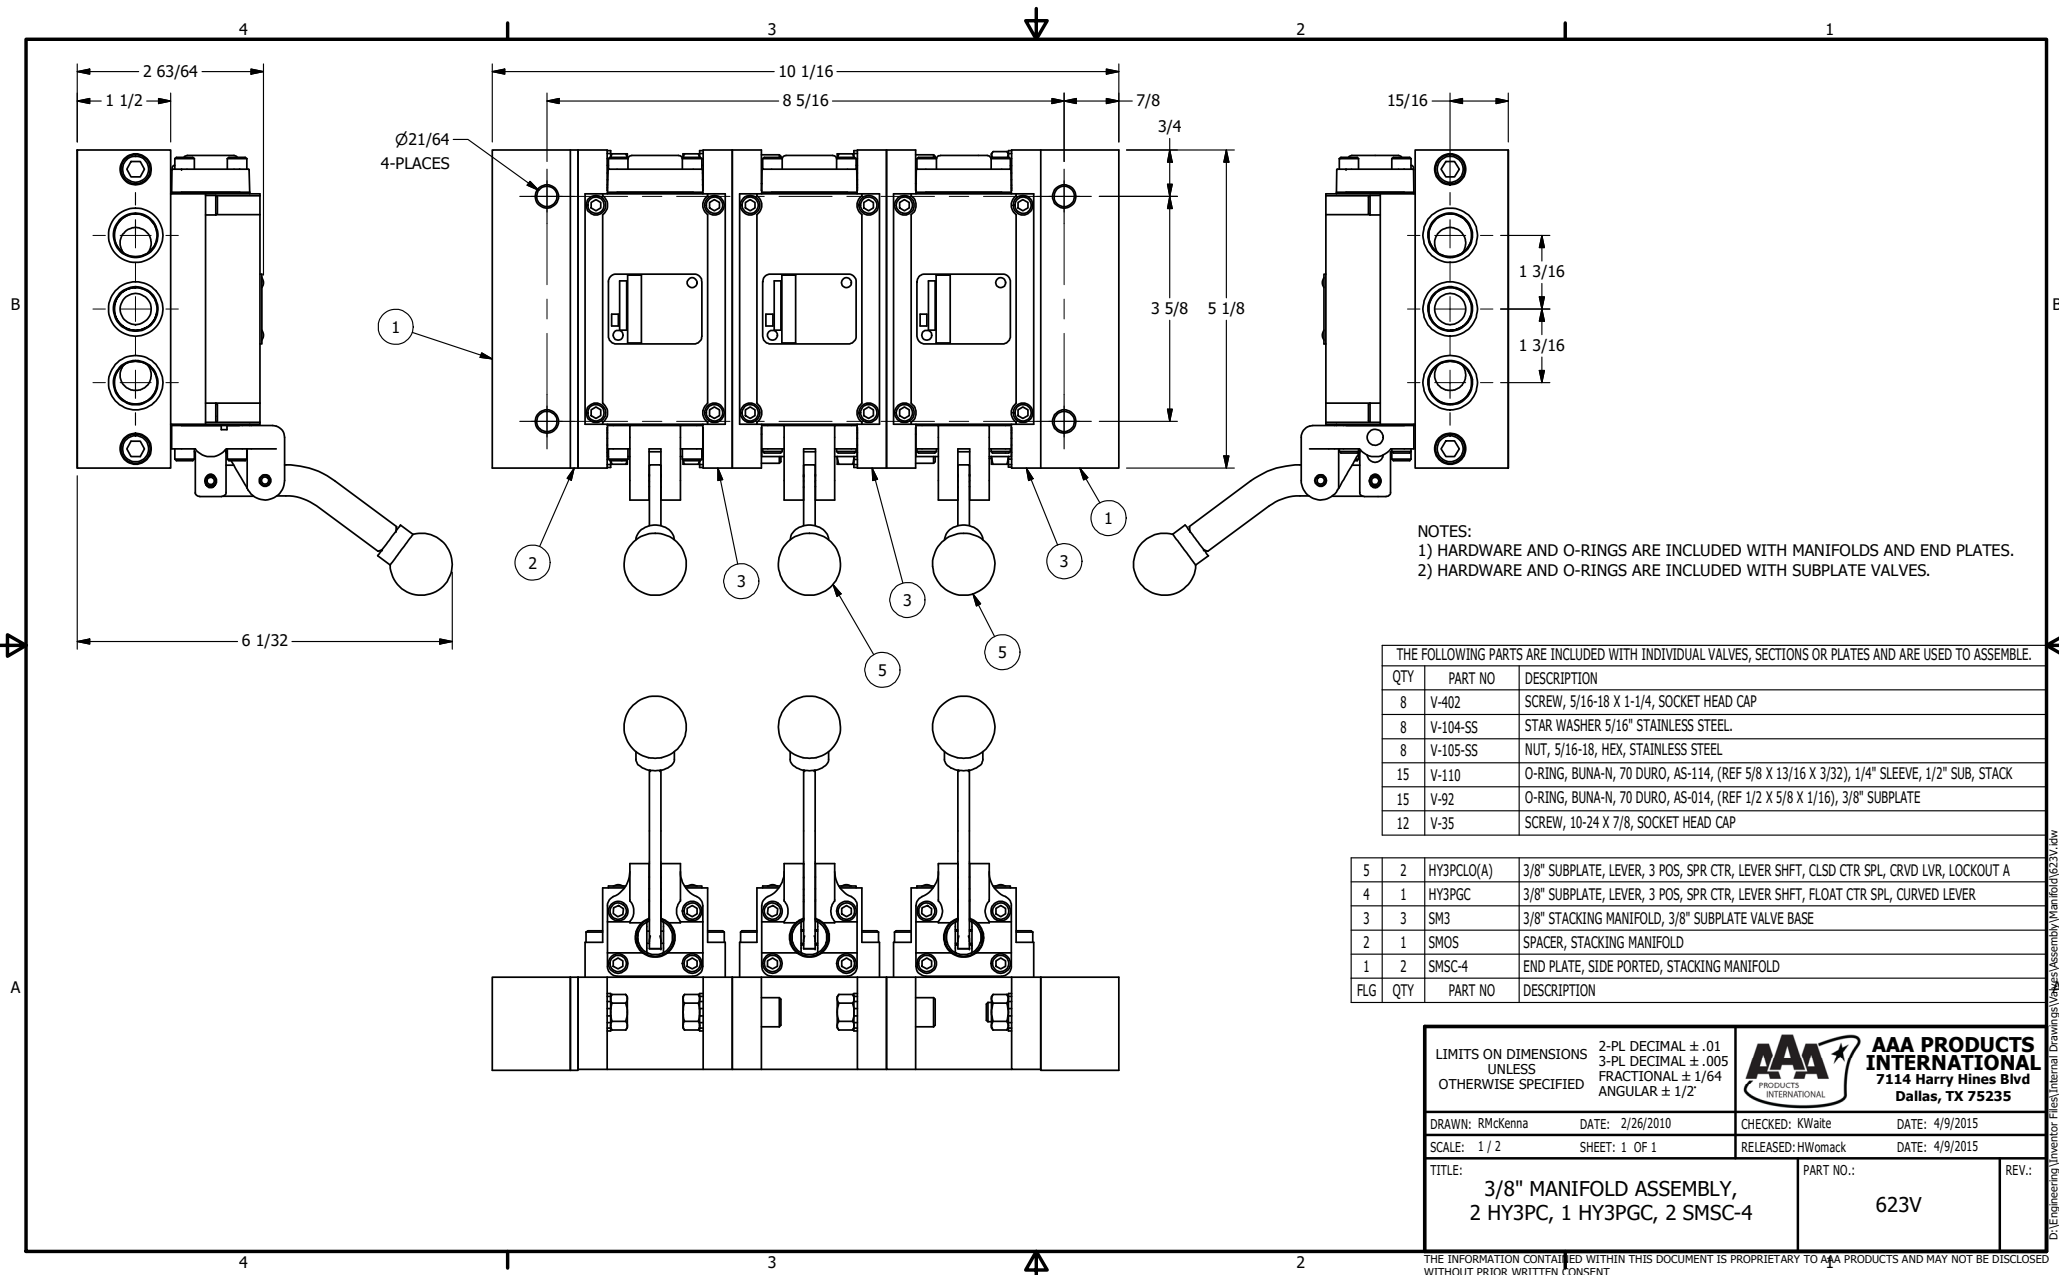 4 3 2 1
2 63/64
1 1/2
10 1/16
8 5/16
7/8
15/16
3/4
Ø21/64
4-PLACES
1 3/16
3 5/8 5 1/8
1 3/16
B
B
1
1
2
3
3
3
5
5
6 1/32
NOTES:
1) HARDWARE AND O-RINGS ARE INCLUDED WITH MANIFOLDS AND END PLATES.
2) HARDWARE AND O-RINGS ARE INCLUDED WITH SUBPLATE VALVES.
THE FOLLOWING PARTS ARE INCLUDED WITH INDIVIDUAL VALVES, SECTIONS OR PLATES AND ARE USED TO ASSEMBLE.
QTY PART NO DESCRIPTION
8 V-402 SCREW, 5/16-18 X 1-1/4, SOCKET HEAD CAP
8 V-104-SS STAR WASHER 5/16" STAINLESS STEEL.
8 V-105-SS NUT, 5/16-18, HEX, STAINLESS STEEL
15 V-110 O-RING, BUNA-N, 70 DURO, AS-114, (REF 5/8 X 13/16 X 3/32), 1/4" SLEEVE, 1/2" SUB, STACK
15 V-92 O-RING, BUNA-N, 70 DURO, AS-014, (REF 1/2 X 5/8 X 1/16), 3/8" SUBPLATE
12 V-35 SCREW, 10-24 X 7/8, SOCKET HEAD CAP
5 2 HY3PCLO(A) 3/8" SUBPLATE, LEVER, 3 POS, SPR CTR, LEVER SHFT, CLSD CTR SPL, CRVD LVR, LOCKOUT A
4 1 HY3PGC 3/8" SUBPLATE, LEVER, 3 POS, SPR CTR, LEVER SHFT, FLOAT CTR SPL, CURVED LEVER
3 3 SM3 3/8" STACKING MANIFOLD, 3/8" SUBPLATE VALVE BASE
2 1 SMOS SPACER, STACKING MANIFOLD
1 2 SMSC-4 END PLATE, SIDE PORTED, STACKING MANIFOLD
FLG QTY PART NO DESCRIPTION
A
A
LIMITS ON DIMENSIONS
UNLESS
OTHERWISE SPECIFIED
2-PL DECIMAL ± .01
3-PL DECIMAL ± .005
FRACTIONAL ± 1/64
ANGULAR ± 1/2°
AAA
PRODUCTS
INTERNATIONAL
AAA PRODUCTS
INTERNATIONAL
7114 Harry Hines Blvd
Dallas, TX 75235
DRAWN: RMcKenna DATE: 2/26/2010 CHECKED: KWaite DATE: 4/9/2015
SCALE: 1 / 2 SHEET: 1 OF 1 RELEASED: HWomack DATE: 4/9/2015
TITLE:
3/8" MANIFOLD ASSEMBLY,
2 HY3PC, 1 HY3PGC, 2 SMSC-4
PART NO.:
623V
REV.:
D:\Engineering\Inventor Files\Internal Drawings\Valves\Assembly\Manifold\623V.idw
4 3 2 1
THE INFORMATION CONTAINED WITHIN THIS DOCUMENT IS PROPRIETARY TO AAA PRODUCTS AND MAY NOT BE DISCLOSED
WITHOUT PRIOR WRITTEN CONSENT